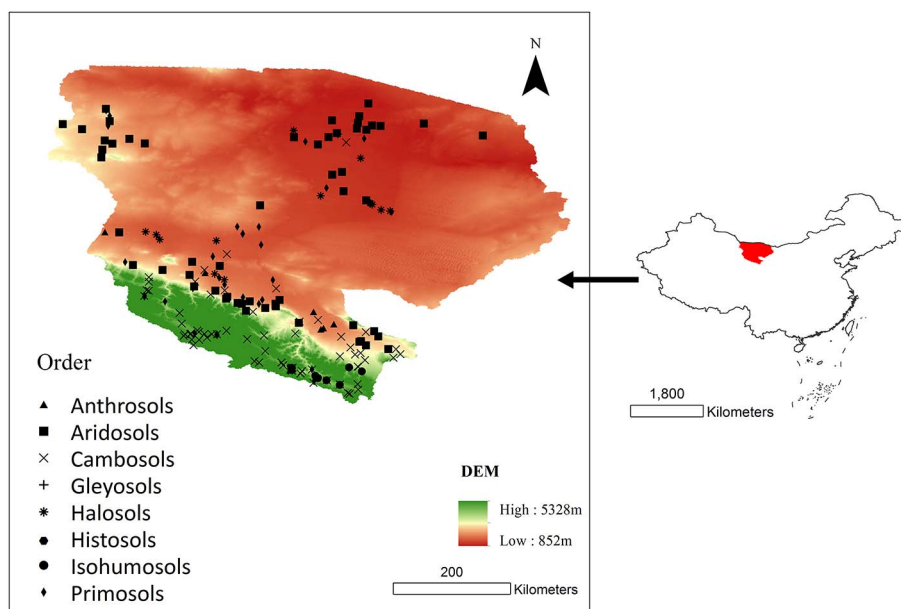 N
Order
Anthrosols
Aridosols
Cambosols
Gleyosols
Halosols
Histosols
Isohumosols
Primosols
DEM
High : 5328m
Low : 852m
200
Kilometers
1,800
Kilometers